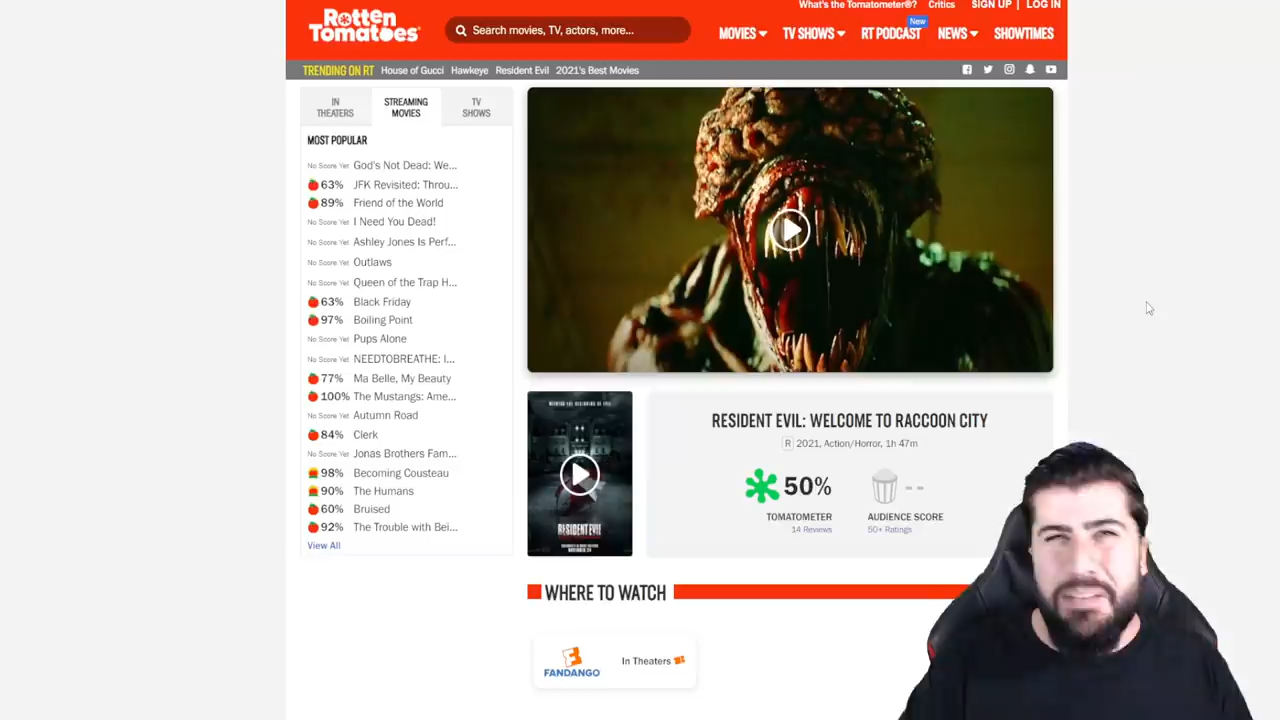 What's the Tomatometer®?
Critics
SIGN UP | LOG IN
Rotten
Tomatoes
Search movies, TV, actors, more...
MOVIES
TV SHOWS
New
RT PODCAST
NEWS
SHOWTIMES
TRENDING ON RT
House of Gucci
Hawkeye
Resident Evil
2021's Best Movies
IN
THEATERS
STREAMING
MOVIES
TV
SHOWS
MOST POPULAR
No Score Yet God's Not Dead: We...
63% JFK Revisited: Throu...
89% Friend of the World
No Score Yet I Need You Dead!
No Score Yet Ashley Jones Is Perf...
No Score Yet Outlaws
No Score Yet Queen of the Trap H...
63% Black Friday
97% Boiling Point
No Score Yet Pups Alone
No Score Yet NEEDTOBREATHE: I...
77% Ma Belle, My Beauty
100% The Mustangs: Ame...
No Score Yet Autumn Road
84% Clerk
No Score Yet Jonas Brothers Fam...
98% Becoming Cousteau
90% The Humans
60% Bruised
92% The Trouble with Bei...
View All
RESIDENT EVIL
RESIDENT EVIL: WELCOME TO RACCOON CITY
R 2021, Action/Horror, 1h 47m
50%
- -
TOMATOMETER
AUDIENCE SCORE
14 Reviews
50+ Ratings
WHERE TO WATCH
FANDANGO
In Theaters